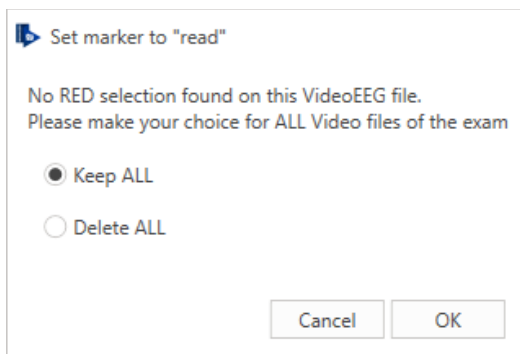 Set marker to "read"
No RED selection found on this VideoEEG file.
Please make your choice for ALL Video files of the exam
Keep ALL
Delete ALL
Cancel OK